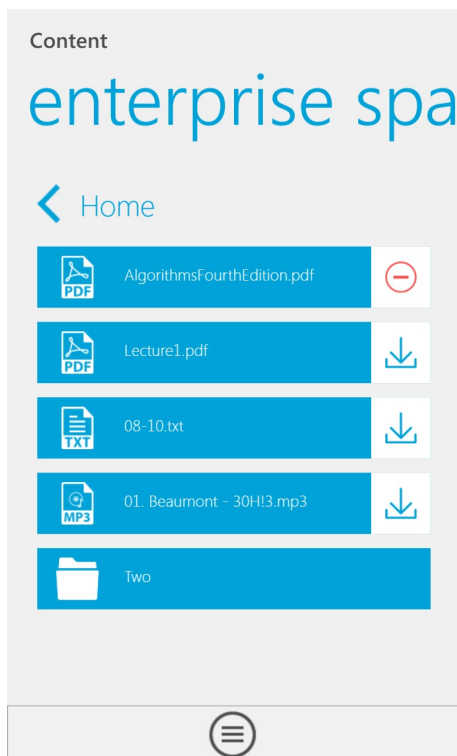 Content
enterprise spa
Home
PDF
AlgorithmsFourthEdition.pdf
PDF
Lecture1.pdf
TXT
08-10.txt
MP3
01. Beaumont - 30H!3.mp3
Two